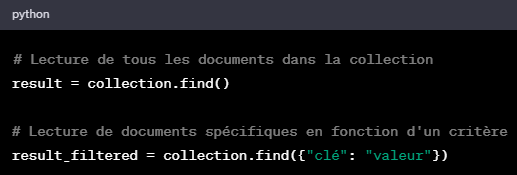 python
# Lecture de tous les documents dans la collection
result = collection.find()
# Lecture de documents spécifiques en fonction d'un critère
result_filtered = collection.find({"clé": "valeur"})